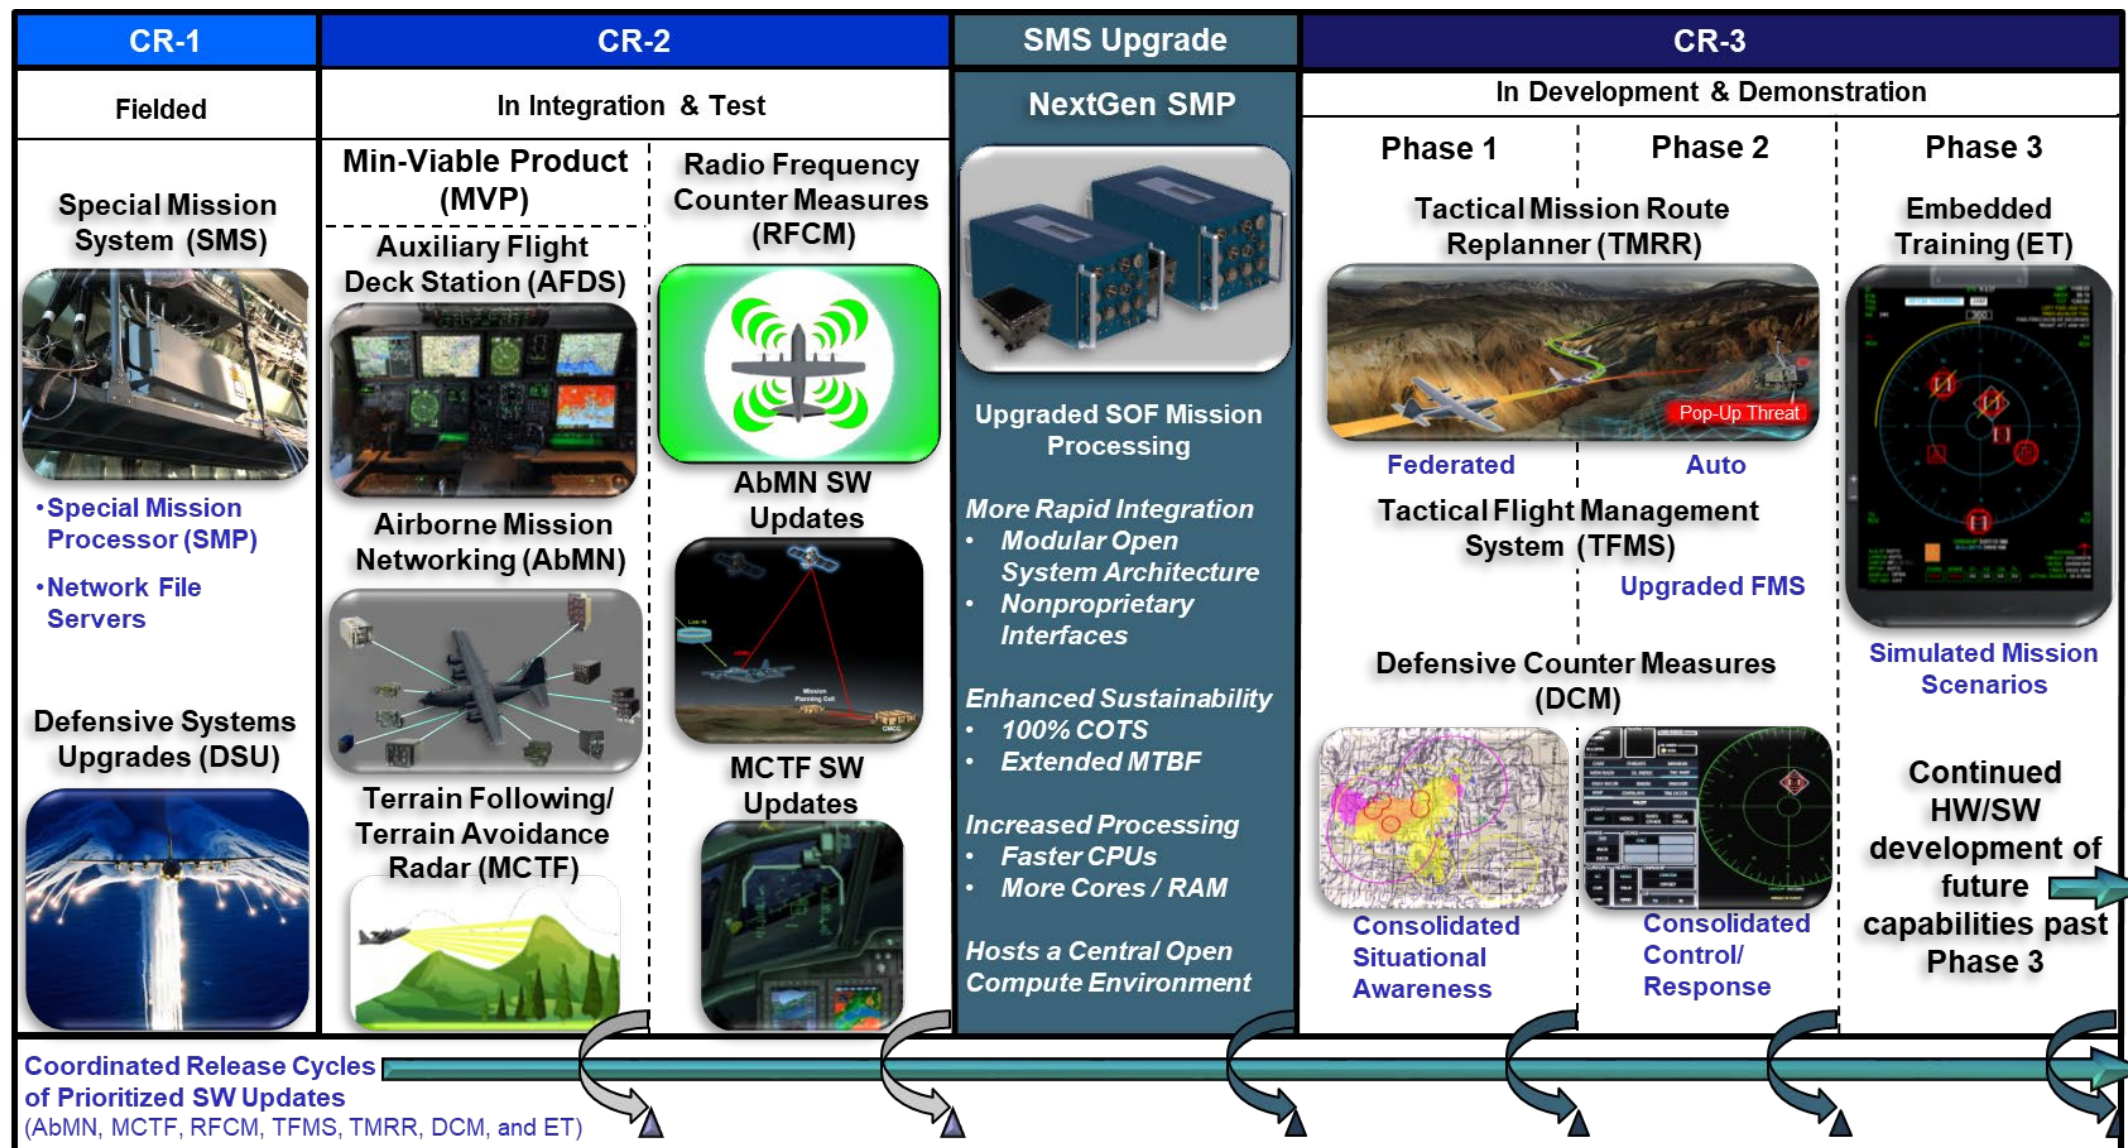 CR-1
CR-2
SMS Upgrade
CR-3
Fielded
In Integration & Test
NextGen SMP
In Development & Demonstration
Special Mission
System (SMS)
• Special Mission
Processor (SMP)
• Network File
Servers
Defensive Systems
Upgrades (DSU)
Min-Viable Product
(MVP)
Auxiliary Flight
Deck Station (AFDS)
Airborne Mission
Networking (AbMN)
Terrain Following/
Terrain Avoidance
Radar (MCTF)
Radio Frequency
Counter Measures
(RFCM)
AbMN SW
Updates
Mission
Planning Cell
MCTF SW
Updates
Upgraded SOF Mission
Processing
More Rapid Integration
• Modular Open
System Architecture
• Nonproprietary
Interfaces
Enhanced Sustainability
• 100% COTS
• Extended MTBF
Increased Processing
• Faster CPUs
• More Cores / RAM
Hosts a Central Open
Compute Environment
Phase 1
Phase 2
Phase 3
Tactical Mission Route
Replanner (TMRR)
Pop-Up Threat
Federated
Auto
Tactical Flight Management
System (TFMS)
Upgraded FMS
Defensive Counter Measures
(DCM)
Consolidated
Situational
Awareness
Consolidated
Control/
Response
Embedded
Training (ET)
360
Simulated Mission
Scenarios
Continued
HW/SW
development of
future
capabilities past
Phase 3
Coordinated Release Cycles
of Prioritized SW Updates
(AbMN, MCTF, RFCM, TFMS, TMRR, DCM, and ET)